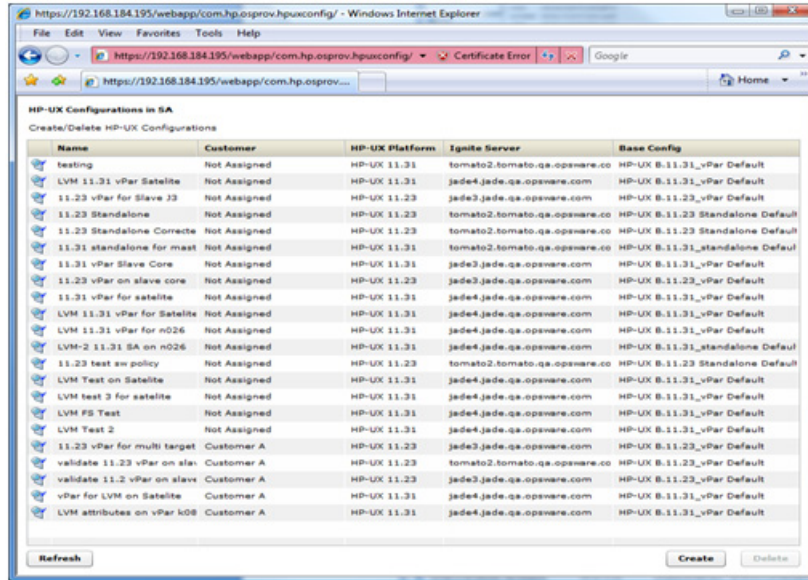 https://192.168.184.195/webapp/com.hp.osprov.hpuxconfig/ - Windows Internet Explorer
File Edit View Favorites Tools Help
https://192.168.184.195/webapp/com.hp.osprov.hpuxconfig/ Certificate Error Google
https://192.168.184.195/webapp/com.hp.osprov.... Home
HP-UX Configurations in SA
Create/Delete HP-UX Configurations
Name Customer HP-UX Platform Ignite Server Base Config
testing Not Assigned HP-UX 11.31 tomato2.tomato.qa.opsware.co HP-UX B.11.31_vPar Default
LVM 11.31 vPar Satelite Not Assigned HP-UX 11.31 jade4.jade.qa.opsware.com HP-UX B.11.31_vPar Default
11.23 vPar for Slave J3 Not Assigned HP-UX 11.23 jade3.jade.qa.opsware.com HP-UX B.11.23_vPar Default
11.23 Standalone Not Assigned HP-UX 11.23 tomato2.tomato.qa.opsware.co HP-UX B.11.23 Standalone Default
11.23 Standalone Correcte Not Assigned HP-UX 11.23 tomato2.tomato.qa.opsware.co HP-UX B.11.23 Standalone Default
11.31 standalone for mast Not Assigned HP-UX 11.31 tomato2.tomato.qa.opsware.co HP-UX B.11.31_standalone Defaul
11.31 vPar Slave Core Not Assigned HP-UX 11.31 jade3.jade.qa.opsware.com HP-UX B.11.31_vPar Default
11.23 vPar on slave core Not Assigned HP-UX 11.23 jade3.jade.qa.opsware.com HP-UX B.11.23_vPar Default
11.31 vPar for satelite Not Assigned HP-UX 11.31 jade4.jade.qa.opsware.com HP-UX B.11.31_vPar Default
LVM 11.31 vPar for Satelite Not Assigned HP-UX 11.31 jade4.jade.qa.opsware.com HP-UX B.11.31_vPar Default
LVM 11.31 vPar for n026 Not Assigned HP-UX 11.31 jade4.jade.qa.opsware.com HP-UX B.11.31_vPar Default
LVM-2 11.31 SA on n026 Not Assigned HP-UX 11.31 jade4.jade.qa.opsware.com HP-UX B.11.31_standalone Defaul
11.23 test sw policy Not Assigned HP-UX 11.23 tomato2.tomato.qa.opsware.co HP-UX B.11.23 Standalone Default
LVM Test on Satelite Not Assigned HP-UX 11.31 jade4.jade.qa.opsware.com HP-UX B.11.31_vPar Default
LVM test 3 for satelite Not Assigned HP-UX 11.31 jade4.jade.qa.opsware.com HP-UX B.11.31_vPar Default
LVM FS Test Not Assigned HP-UX 11.31 jade4.jade.qa.opsware.com HP-UX B.11.31_vPar Default
LVM Test 2 Not Assigned HP-UX 11.31 jade4.jade.qa.opsware.com HP-UX B.11.31_vPar Default
11.23 vPar for multi target Customer A HP-UX 11.23 jade3.jade.qa.opsware.com HP-UX B.11.23_vPar Default
validate 11.23 vPar on slav Customer A HP-UX 11.23 tomato2.tomato.qa.opsware.co HP-UX B.11.23_vPar Default
validate 11.2 vPar on slave Customer A HP-UX 11.23 jade3.jade.qa.opsware.com HP-UX B.11.23_vPar Default
vPar for LVM on Satelite Customer A HP-UX 11.31 jade4.jade.qa.opsware.com HP-UX B.11.31_vPar Default
LVM attributes on vPar k08 Customer A HP-UX 11.31 jade4.jade.qa.opsware.com HP-UX B.11.31_vPar Default
Refresh Create Delete